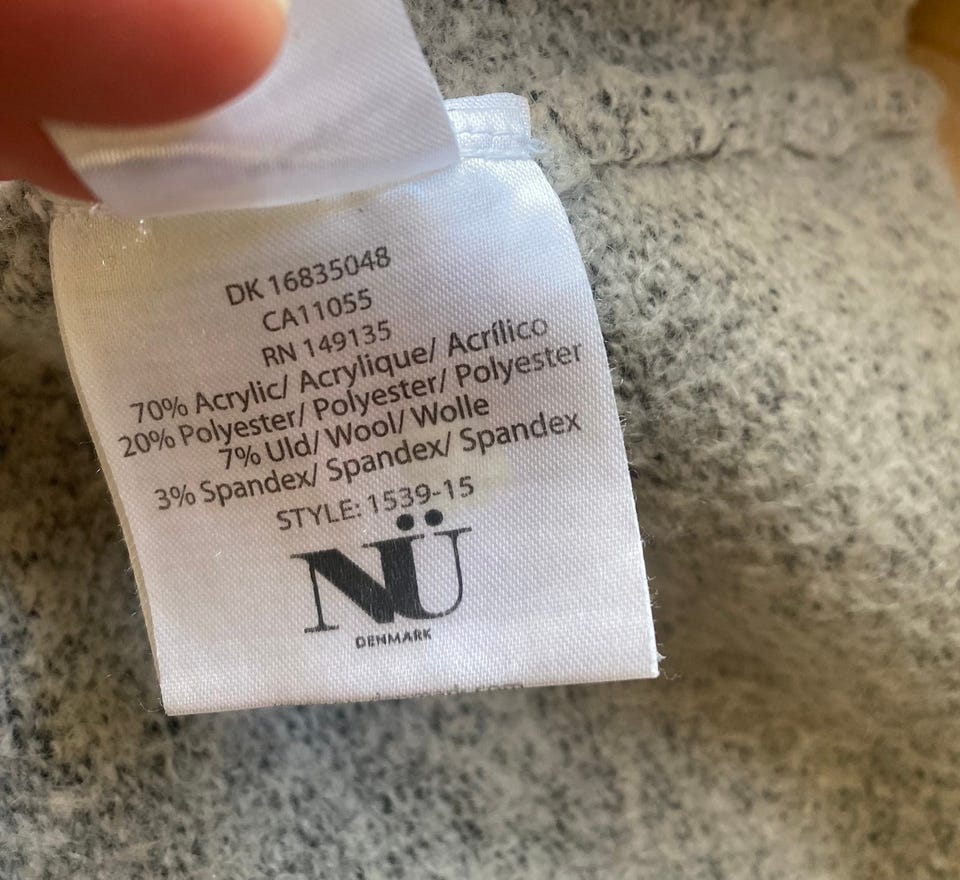 DK 16835048
CA11055
RN 149135
70% Acrylic/ Acrylique/ Acrílico
20% Polyester/ Polyester/ Polyester
7% Uld/ Wool/ Wolle
3% Spandex/ Spandex/ Spandex
STYLE: 1539-15
NÜ
DENMARK